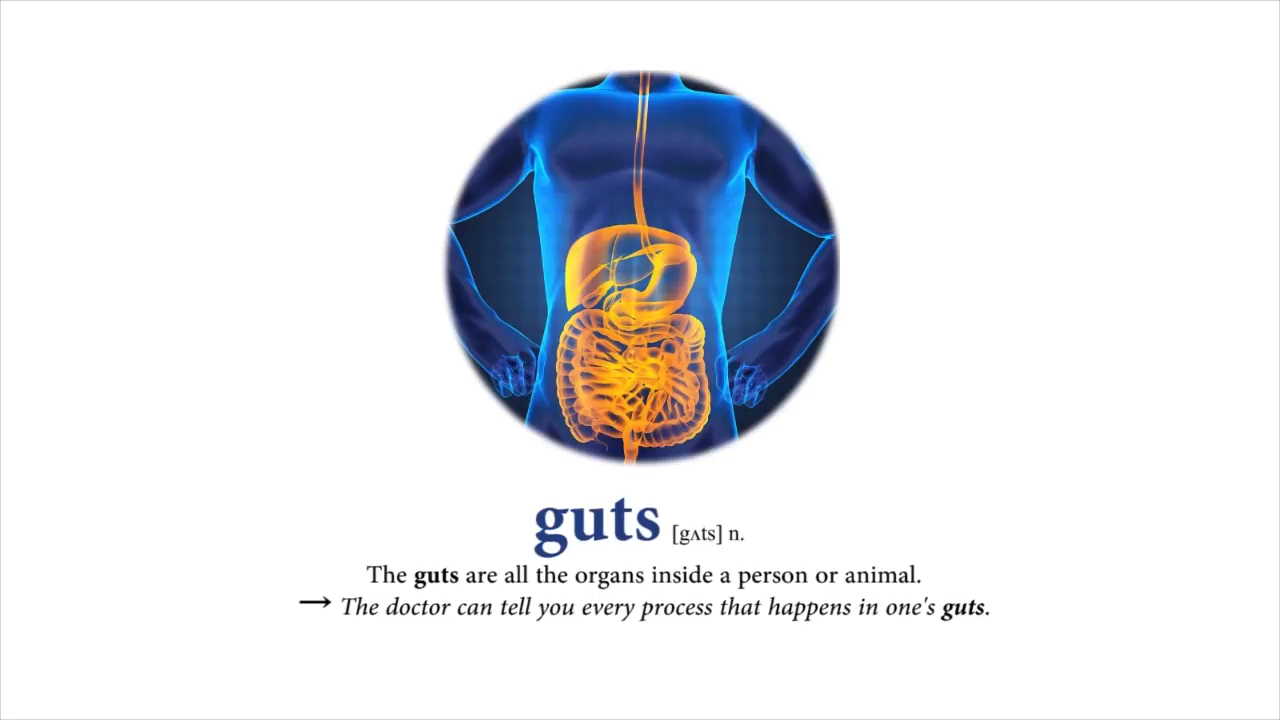 guts [gʌts] n.
The guts are all the organs inside a person or animal.
→ The doctor can tell you every process that happens in one's guts.